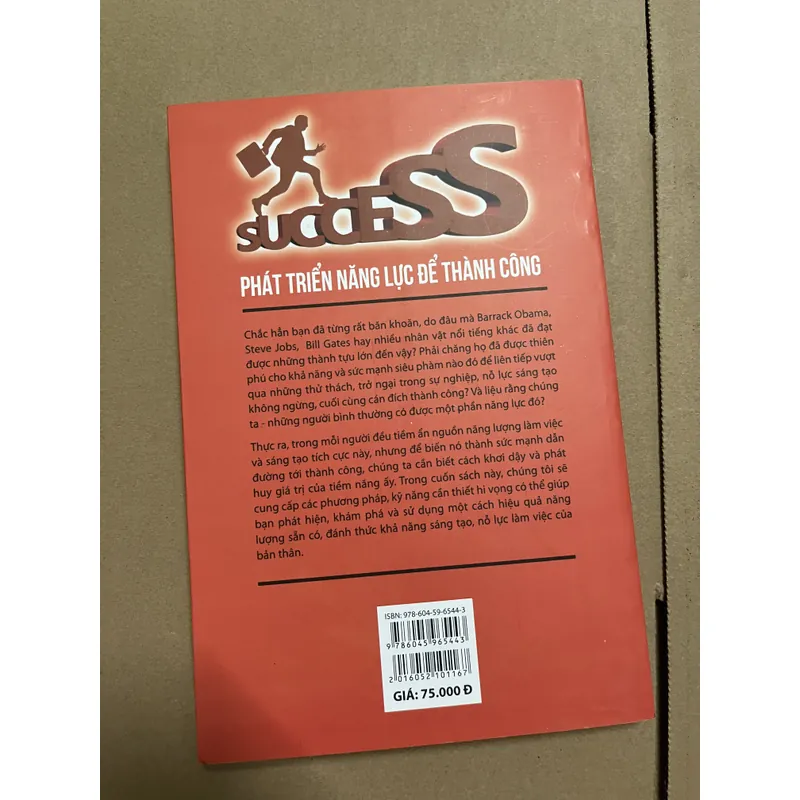 SUCCESS
PHÁT TRIỂN NĂNG LỰC ĐỂ THÀNH CÔNG
Chắc hẳn bạn đã từng rất băn khoăn, do đâu mà Barrack Obama,
Steve Jobs, Bill Gates hay nhiều nhân vật nổi tiếng khác đã đạt
được những thành tựu lớn đến vậy? Phải chăng họ đã được thiên
phú cho khả năng và sức mạnh siêu phàm nào đó để liên tiếp vượt
qua những thử thách, trở ngại trong sự nghiệp, nỗ lực sáng tạo
không ngừng, cuối cùng cán đích thành công? Và liệu rằng chúng
ta - những người bình thường có được một phần năng lực đó?
Thực ra, trong mỗi người đều tiềm ẩn nguồn năng lượng làm việc
và sáng tạo tích cực này, nhưng để biến nó thành sức mạnh dẫn
đường tới thành công, chúng ta cần biết cách khơi dậy và phát
huy giá trị của tiềm năng ấy. Trong cuốn sách này, chúng tôi sẽ
cung cấp các phương pháp, kỹ năng cần thiết hi vọng có thể giúp
bạn phát hiện, khám phá và sử dụng một cách hiệu quả năng
lượng sẵn có, đánh thức khả năng sáng tạo, nỗ lực làm việc của
bản thân.
ISBN: 978-604-59-6544-3
9 786045 965443
2 016052 101167
GIÁ: 75.000 Đ